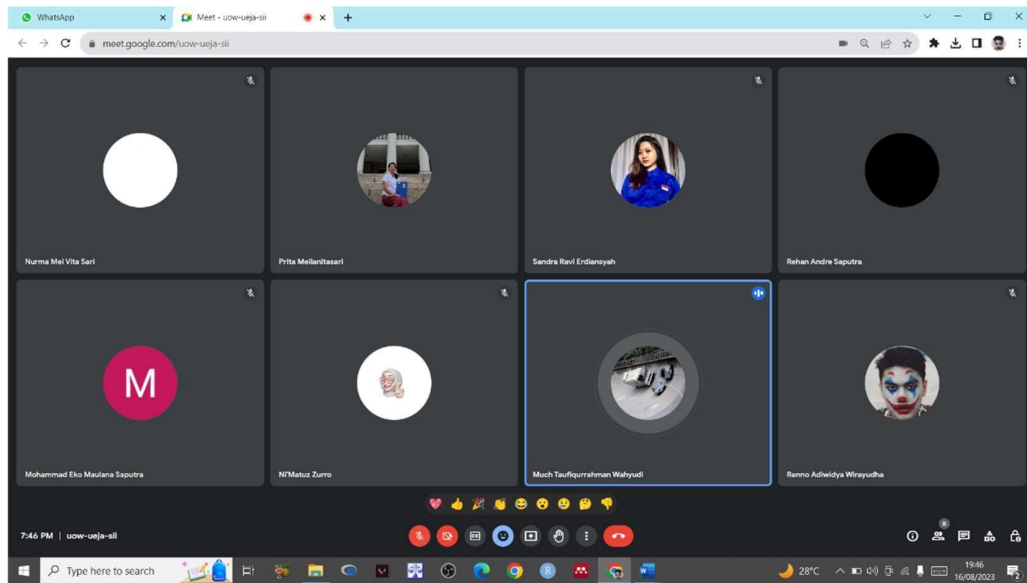 WhatsApp
Meet - uow-ueja-sii
meet.google.com/uow-ueja-sii
Nurma Mei Vita Sari
Prita Meilanitasari
Sandra Ravi Erdiansyah
Rehan Andre Saputra
M
Mohammad Eko Maulana Saputra
Ni'Matuz Zurro
Much Taufiqurrahman Wahyudi
Renno Adiwidya Wirayudha
7:46 PM | uow-ueja-sii
8
Type here to search
28°C
19:46
16/08/2023